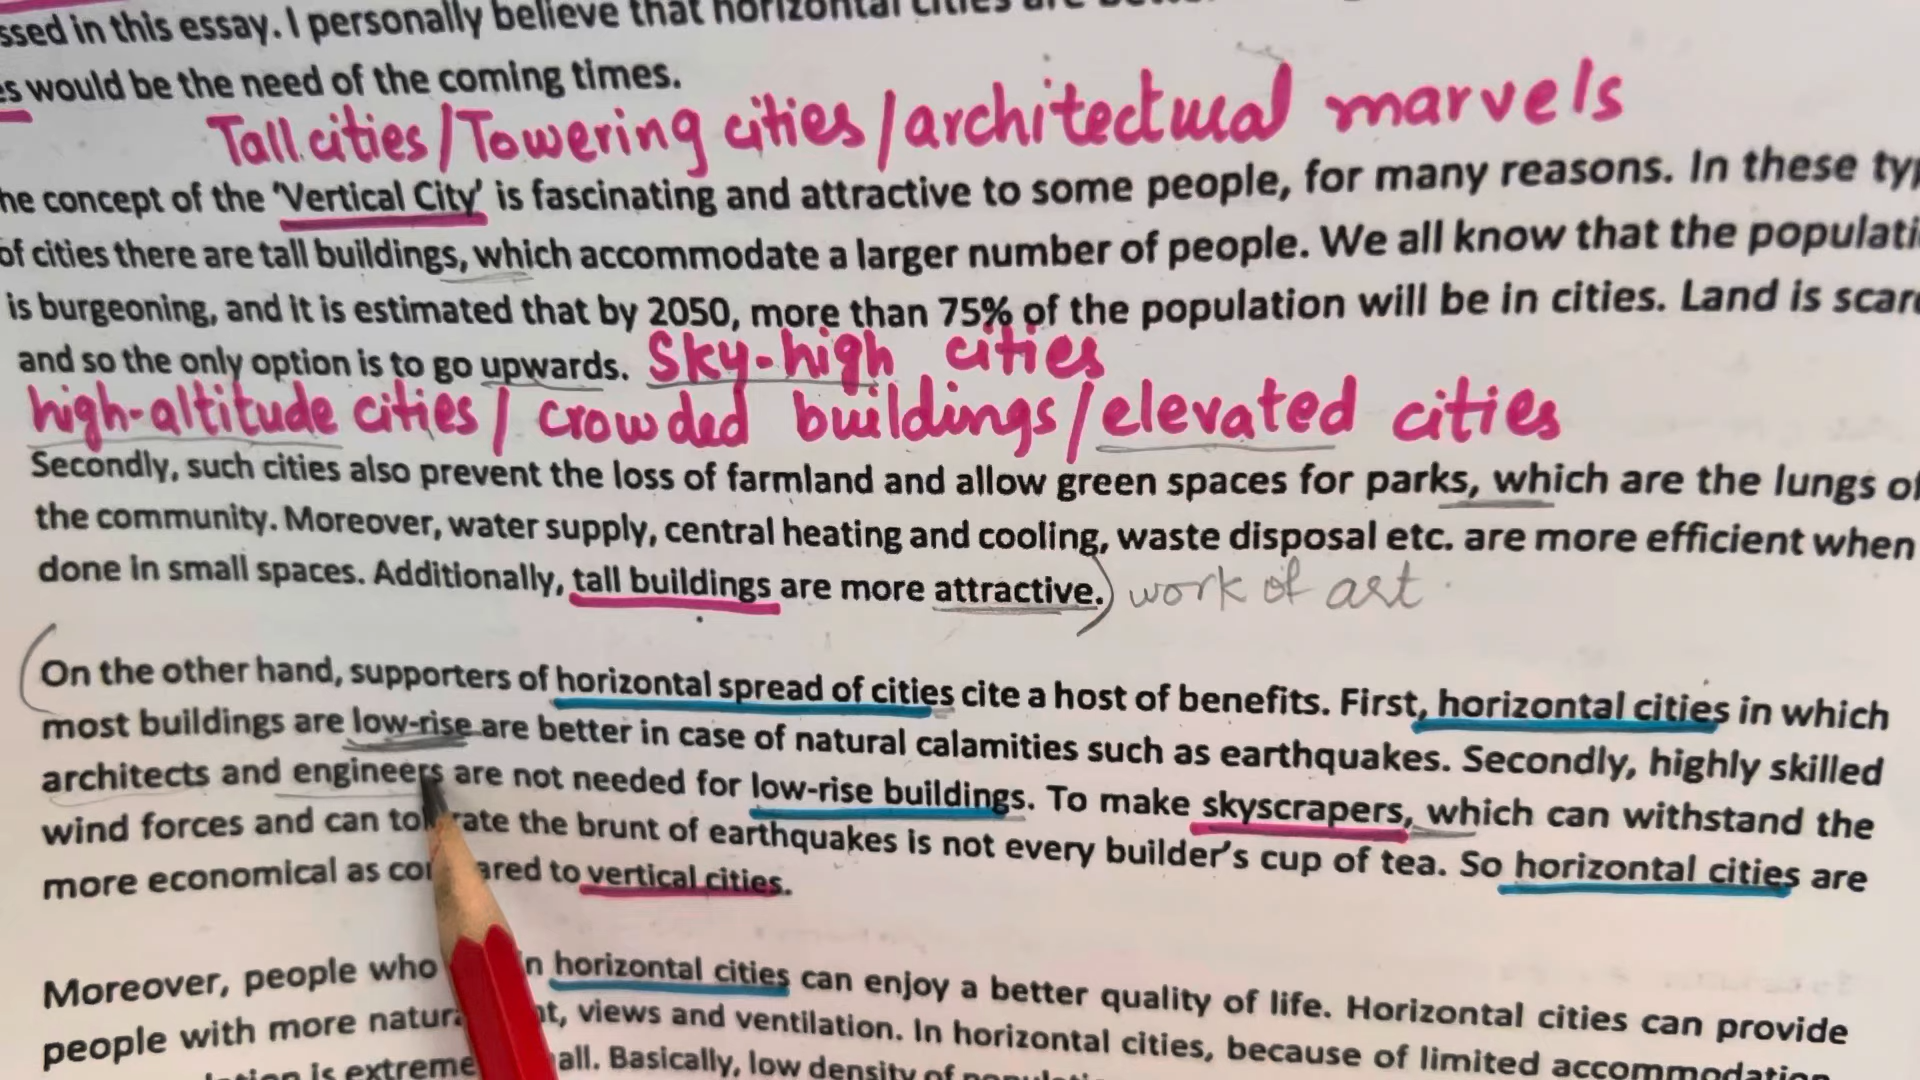 ssed in this essay. I personally believe that horizontal cities are
es would be the need of the coming times.
Tall cities/Towering cities/architectural marvels
he concept of the 'Vertical City' is fascinating and attractive to some people, for many reasons. In these typ
of cities there are tall buildings, which accommodate a larger number of people. We all know that the populati
is burgeoning, and it is estimated that by 2050, more than 75% of the population will be in cities. Land is scar
and so the only option is to go upwards. Sky-high cities
high-altitude cities/ crowded buildings/elevated cities
Secondly, such cities also prevent the loss of farmland and allow green spaces for parks, which are the lungs of
the community. Moreover, water supply, central heating and cooling, waste disposal etc. are more efficient when
done in small spaces. Additionally, tall buildings are more attractive.) work of art
(On the other hand, supporters of horizontal spread of cities cite a host of benefits. First, horizontal cities in which
most buildings are low-rise are better in case of natural calamities such as earthquakes. Secondly, highly skilled
architects and engineers are not needed for low-rise buildings. To make skyscrapers, which can withstand the
wind forces and can tol rate the brunt of earthquakes is not every builder's cup of tea. So horizontal cities are
more economical as co ared to vertical cities.
Moreover, people who n horizontal cities can enjoy a better quality of life. Horizontal cities can provide
people with more natur t, views and ventilation. In horizontal cities, because of limited accommodation
is extreme all. Basically, low density of